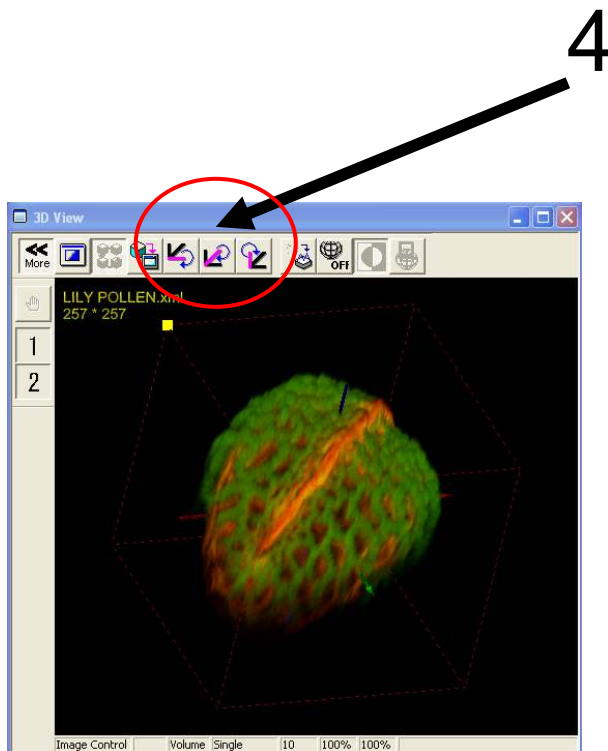 4
3D View
More
OFF
LILY POLLEN.xml
257 * 257
1
2
Image Control Volume Single 10 100% 100%